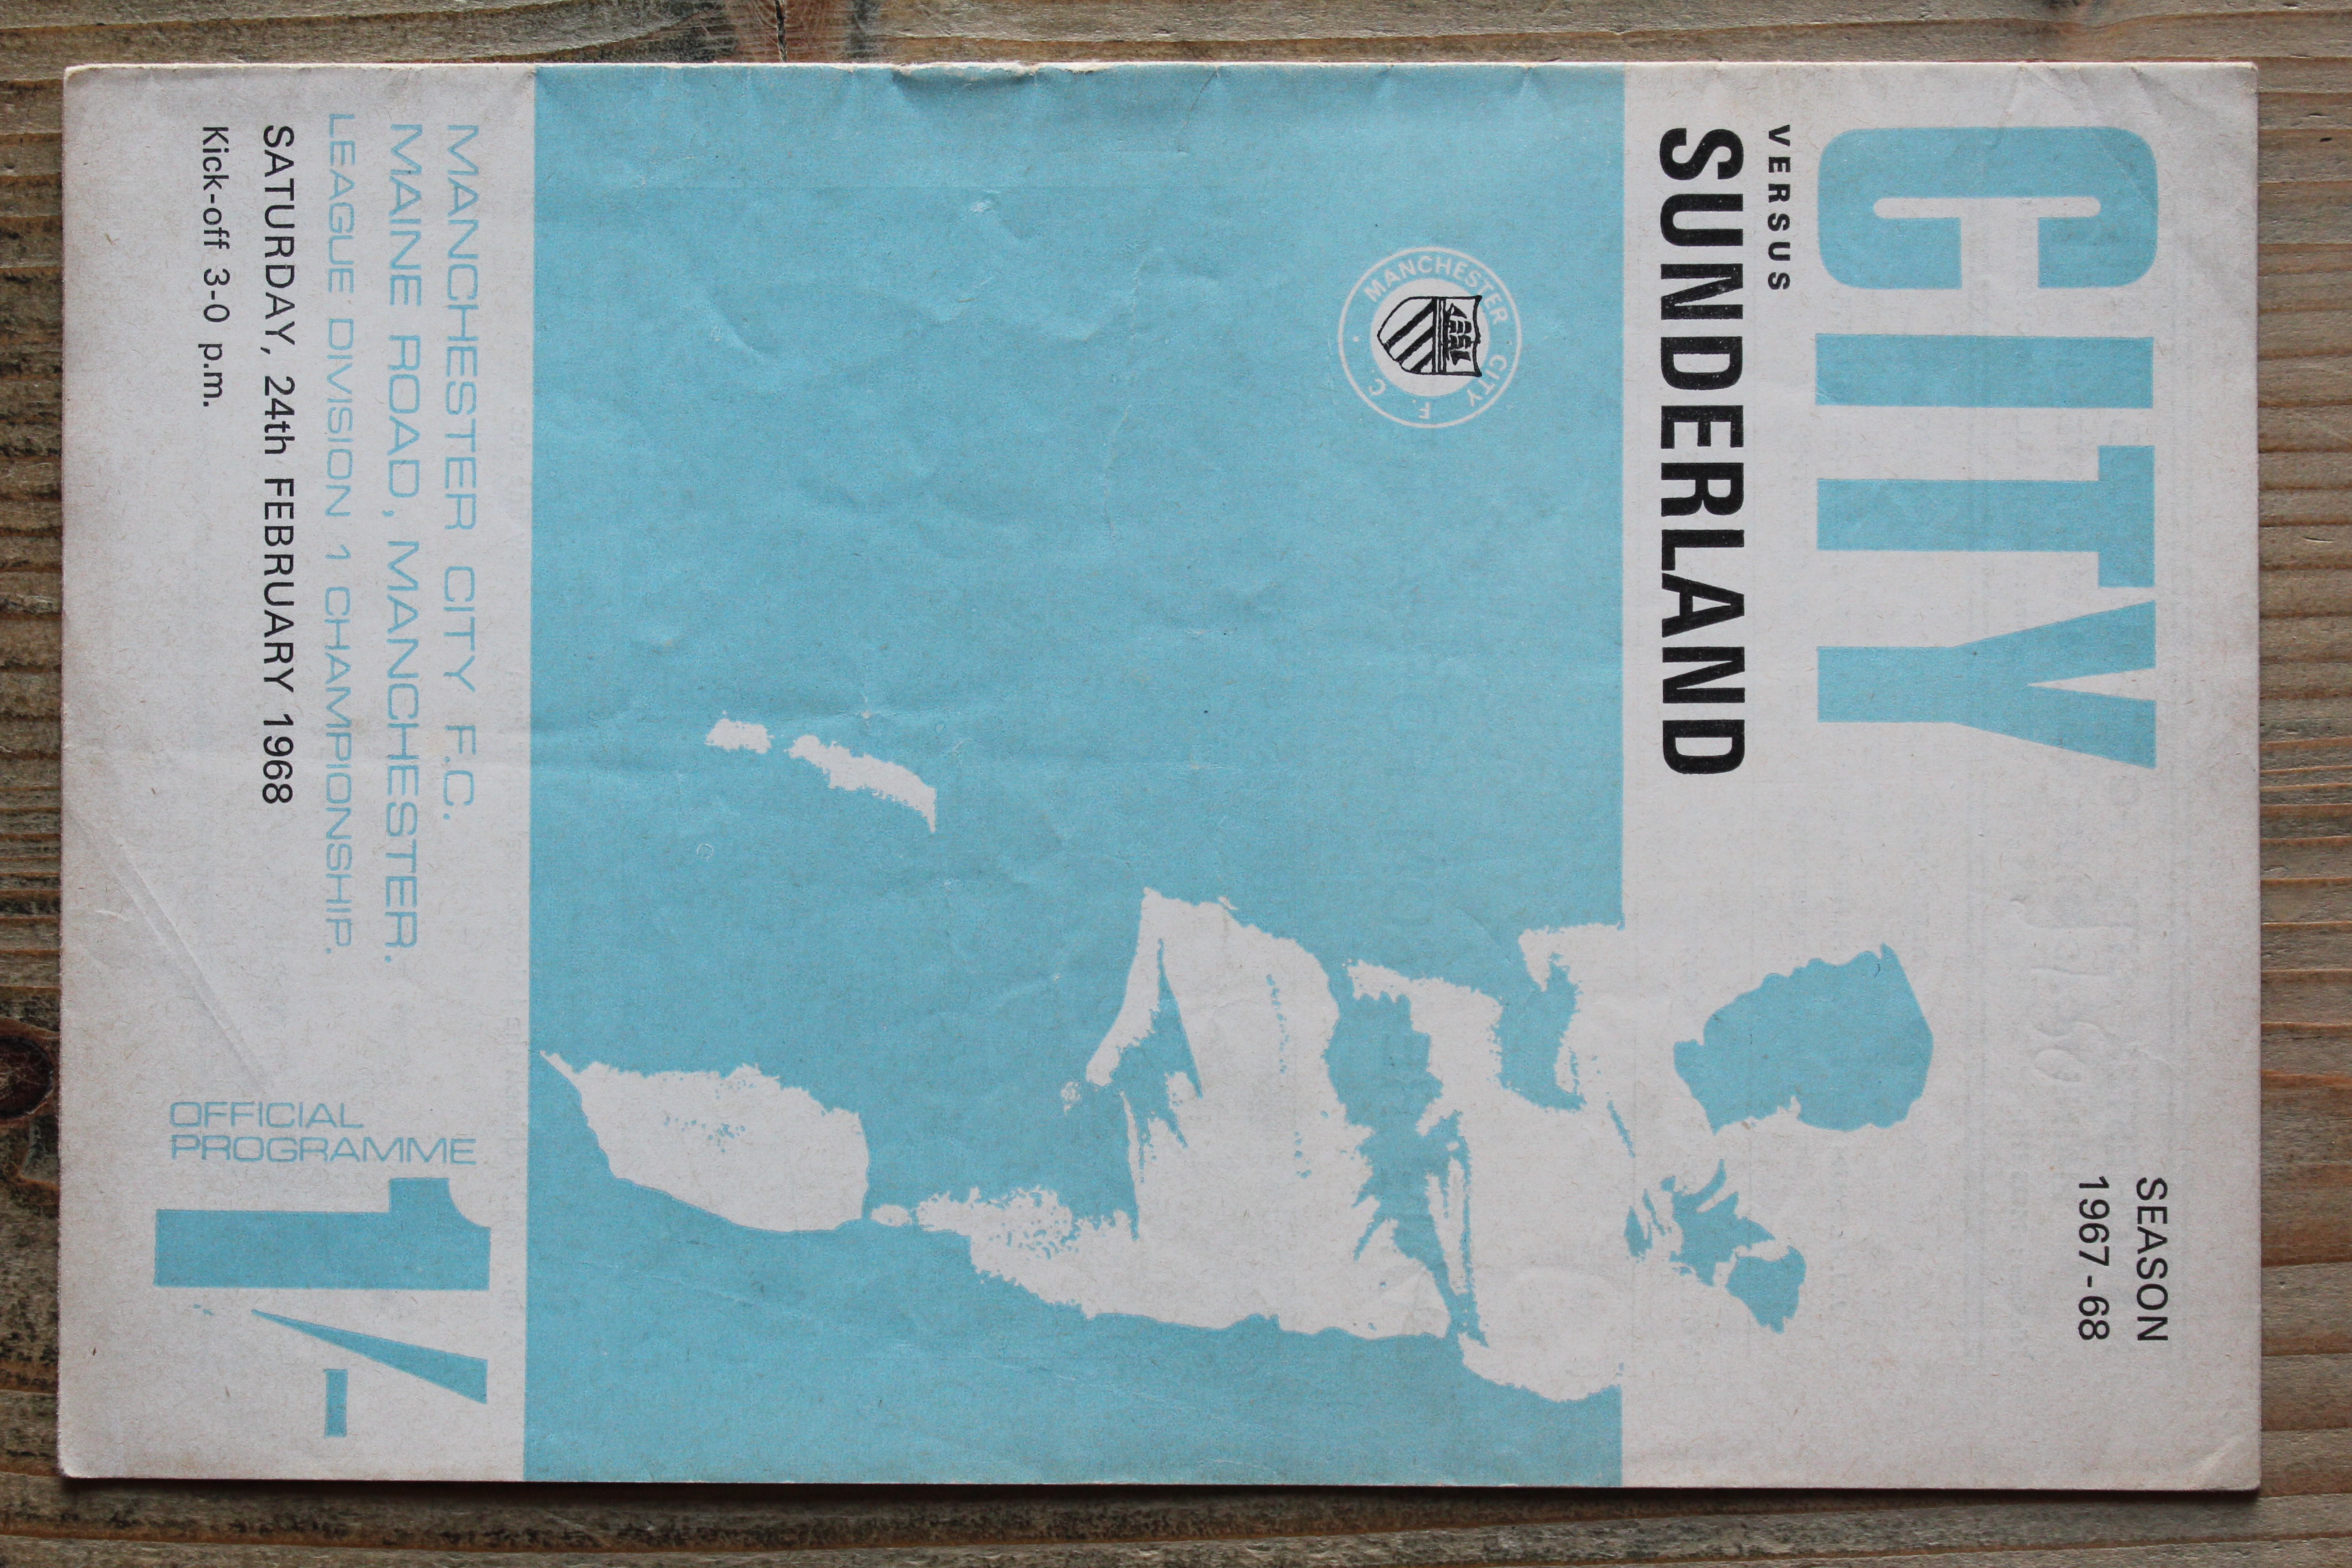 CITY
SEASON
1967-68
VERSUS
SUNDERLAND
MANCHESTER CITY F. C.
MANCHESTER CITY F.C.
MAINE ROAD, MANCHESTER.
LEAGUE DIVISION 1 CHAMPIONSHIP.
SATURDAY, 24th FEBRUARY 1968
Kick-off 3-0 p.m.
OFFICIAL
PROGRAMME
1/-